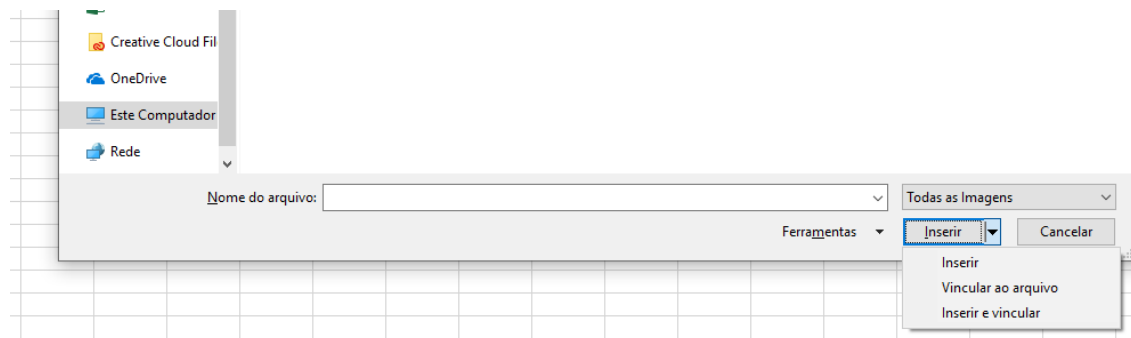 Creative Cloud Fil
OneDrive
Este Computador
Rede
Nome do arquivo:
Todas as Imagens
Ferramentas
Inserir
Cancelar
Inserir
Vincular ao arquivo
Inserir e vincular